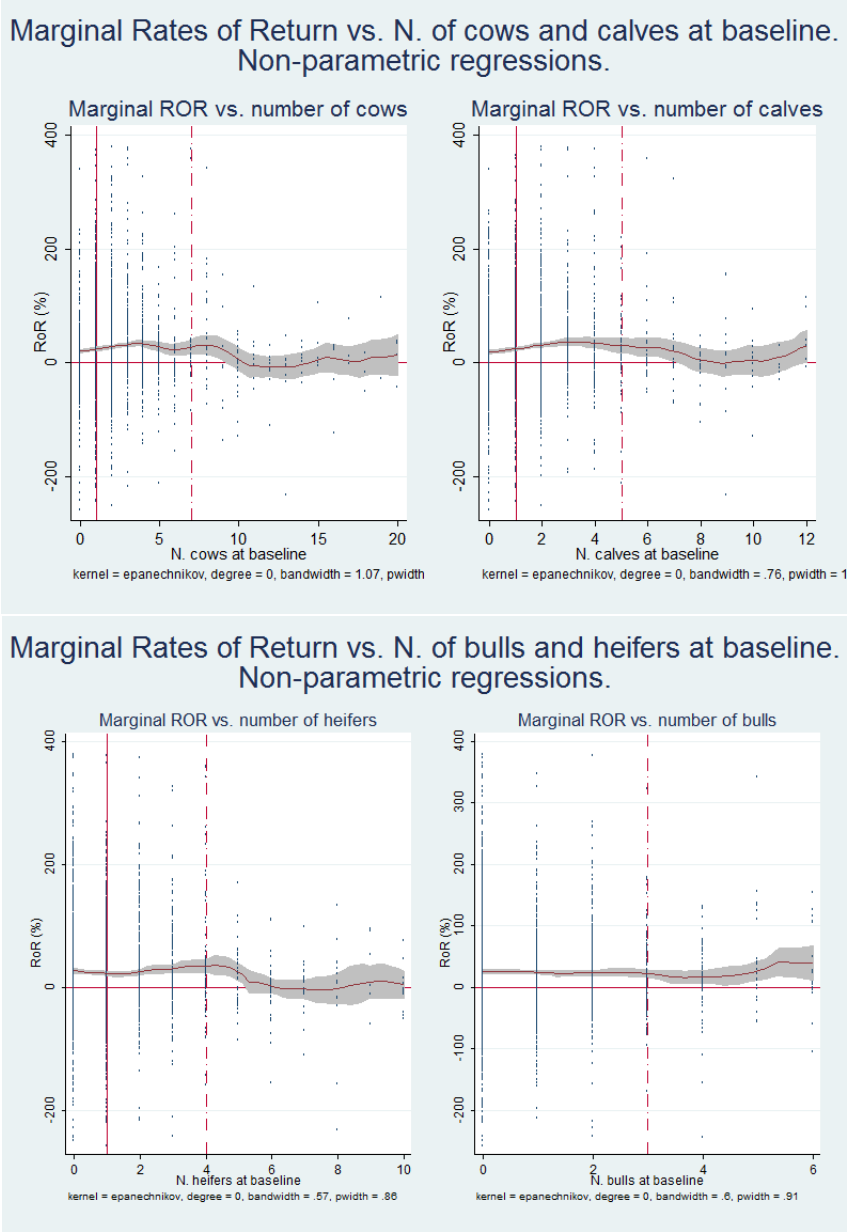 Marginal Rates of Return vs. N. of cows and calves at baseline.
Non-parametric regressions.
Marginal ROR vs. number of cows
400
200
0
-200
RoR (%)
0 5 10 15 20
N. cows at baseline
kernel = epanechnikov, degree = 0, bandwidth = 1.07, pwidth
Marginal ROR vs. number of calves
400
200
0
-200
RoR (%)
0 2 4 6 8 10 12
N. calves at baseline
kernel = epanechnikov, degree = 0, bandwidth = .76, pwidth = 1
Marginal Rates of Return vs. N. of bulls and heifers at baseline.
Non-parametric regressions.
Marginal ROR vs. number of heifers
400
200
0
-200
RoR (%)
0 2 4 6 8 10
N. heifers at baseline
kernel = epanechnikov, degree = 0, bandwidth = .57, pwidth = .86
Marginal ROR vs. number of bulls
400
300
200
100
0
-100
-200
RoR (%)
0 2 4 6
N. bulls at baseline
kernel = epanechnikov, degree = 0, bandwidth = .6, pwidth = .91